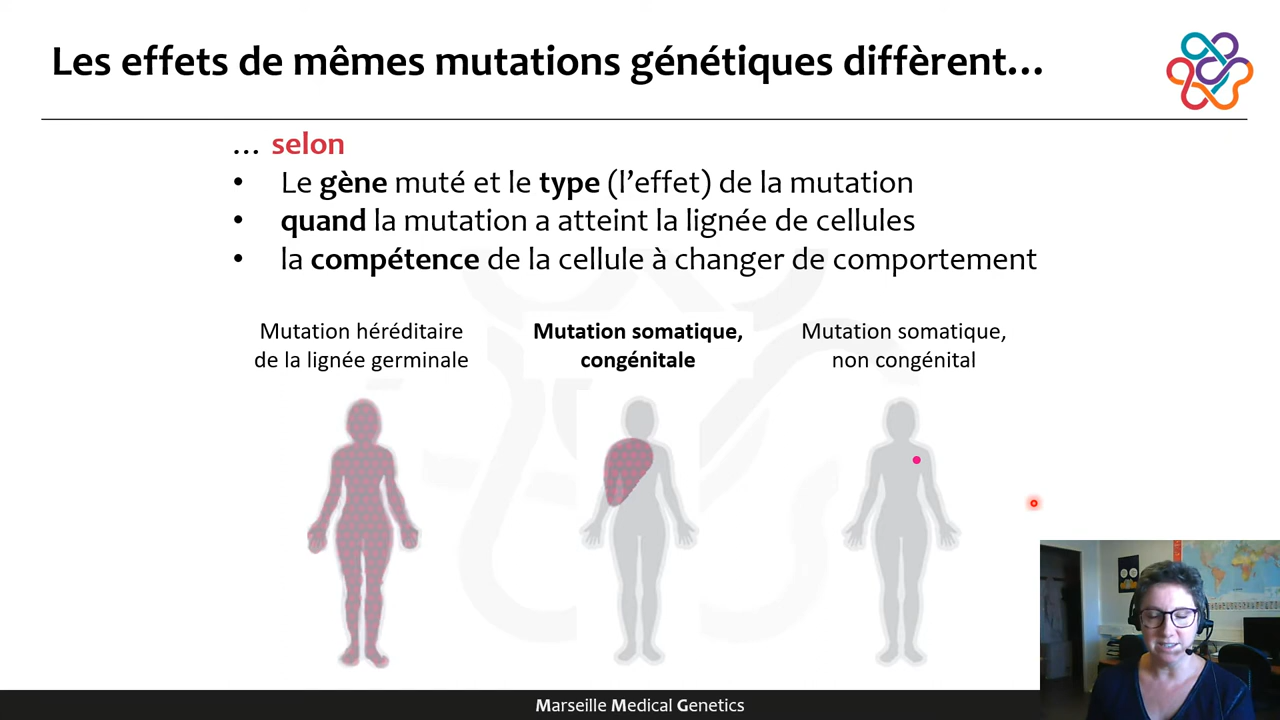 Les effets de mêmes mutations génétiques diffèrent...
... selon
• Le gène muté et le type (l'effet) de la mutation
• quand la mutation a atteint la lignée de cellules
• la compétence de la cellule à changer de comportement
Mutation héréditaire
de la lignée germinale
Mutation somatique,
congénitale
Mutation somatique,
non congénital
Marseille Medical Genetics